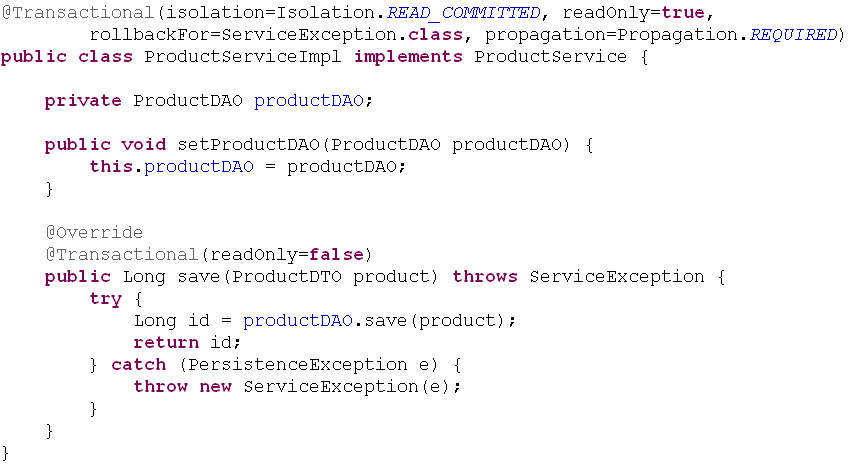 @Transactional(isolation=Isolation.READ_COMMITTED, readOnly=true,
        rollbackFor=ServiceException.class, propagation=Propagation.REQUIRED)
public class ProductServiceImpl implements ProductService {

    private ProductDAO productDAO;

    public void setProductDAO(ProductDAO productDAO) {
        this.productDAO = productDAO;
    }

    @Override
    @Transactional(readOnly=false)
    public Long save(ProductDTO product) throws ServiceException {
        try {
            Long id = productDAO.save(product);
            return id;
        } catch (PersistenceException e) {
            throw new ServiceException(e);
        }
    }
}